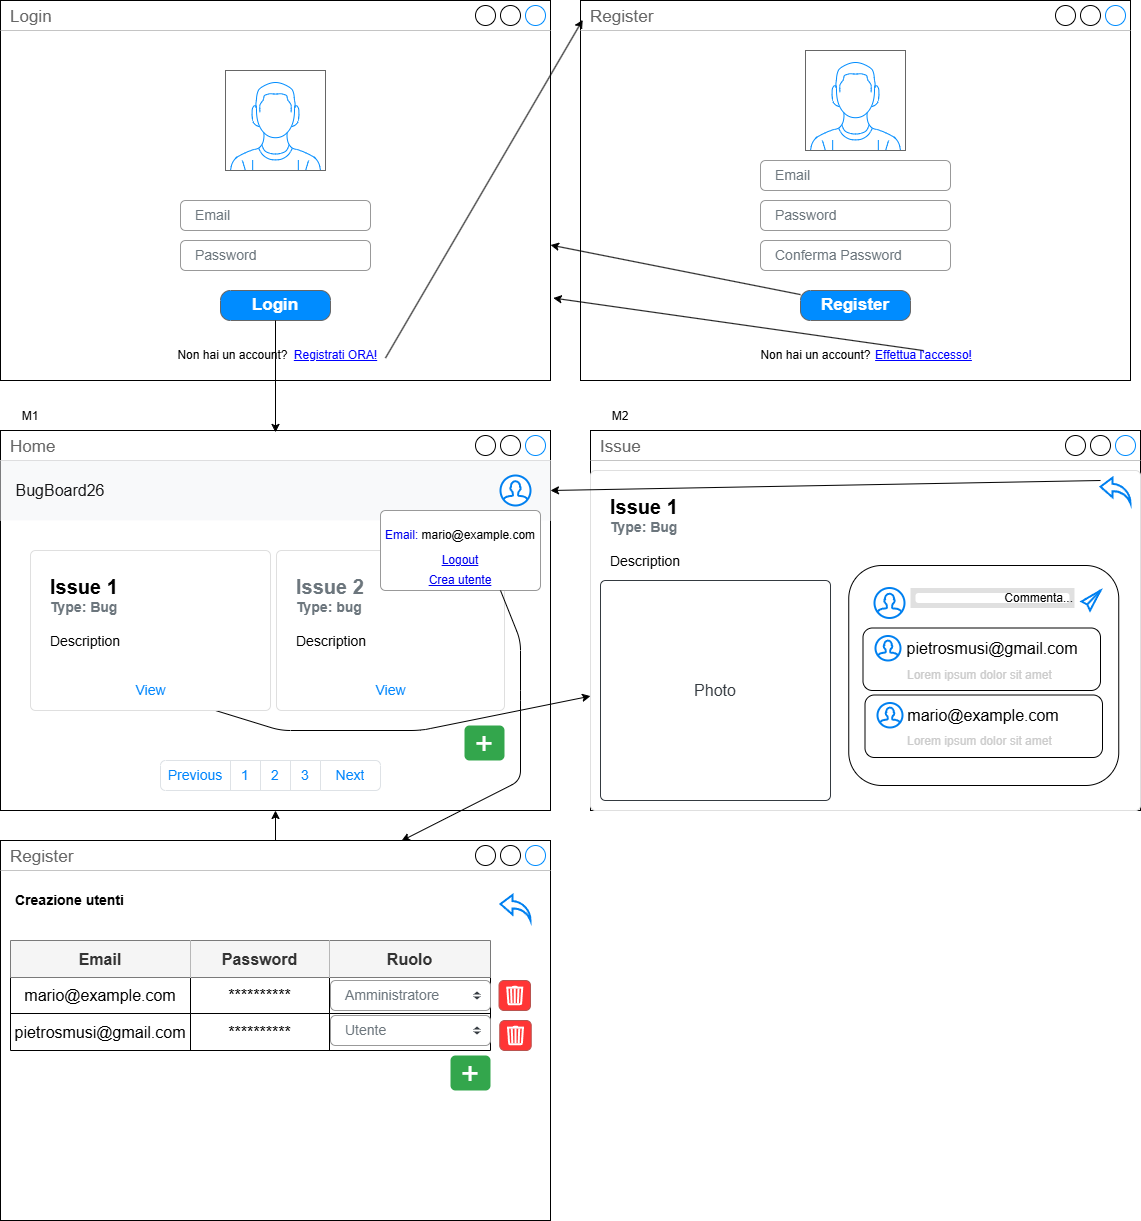 Login
Email
Password
Login
Non hai un account? Registrati ORA!
Register
Email
Password
Conferma Password
Register
Non hai un account? Effettua l'accesso!
M1
Home
BugBoard26
Email: mario@example.com
Logout
Crea utente
Issue 1
Type: Bug
Description
View
Issue 2
Type: bug
Description
View
Previous 1 2 3 Next
M2
Issue
Issue 1
Type: Bug
Description
Photo
Commenta...
pietrosmusi@gmail.com
Lorem ipsum dolor sit amet
mario@example.com
Lorem ipsum dolor sit amet
Register
Creazione utenti
Email Password Ruolo
mario@example.com ********** Amministratore
pietrosmusi@gmail.com ********** Utente